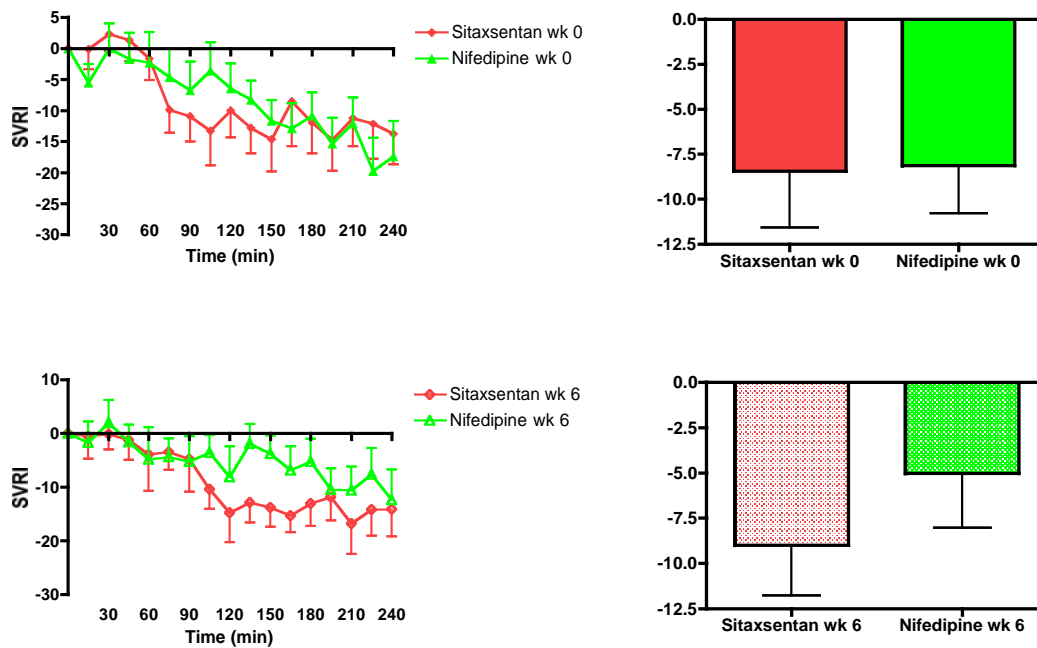 5
0
-5
-10
-15
-20
-25
-30
SVRI
30 60 90 120 150 180 210 240
Time (min)
Sitaxsentan wk 0
Nifedipine wk 0
0.0
-2.5
-5.0
-7.5
-10.0
-12.5
Sitaxsentan wk 0 Nifedipine wk 0
10
0
-10
-20
-30
SVRI
30 60 90 120 150 180 210 240
Time (min)
Sitaxsentan wk 6
Nifedipine wk 6
0.0
-2.5
-5.0
-7.5
-10.0
-12.5
Sitaxsentan wk 6 Nifedipine wk 6